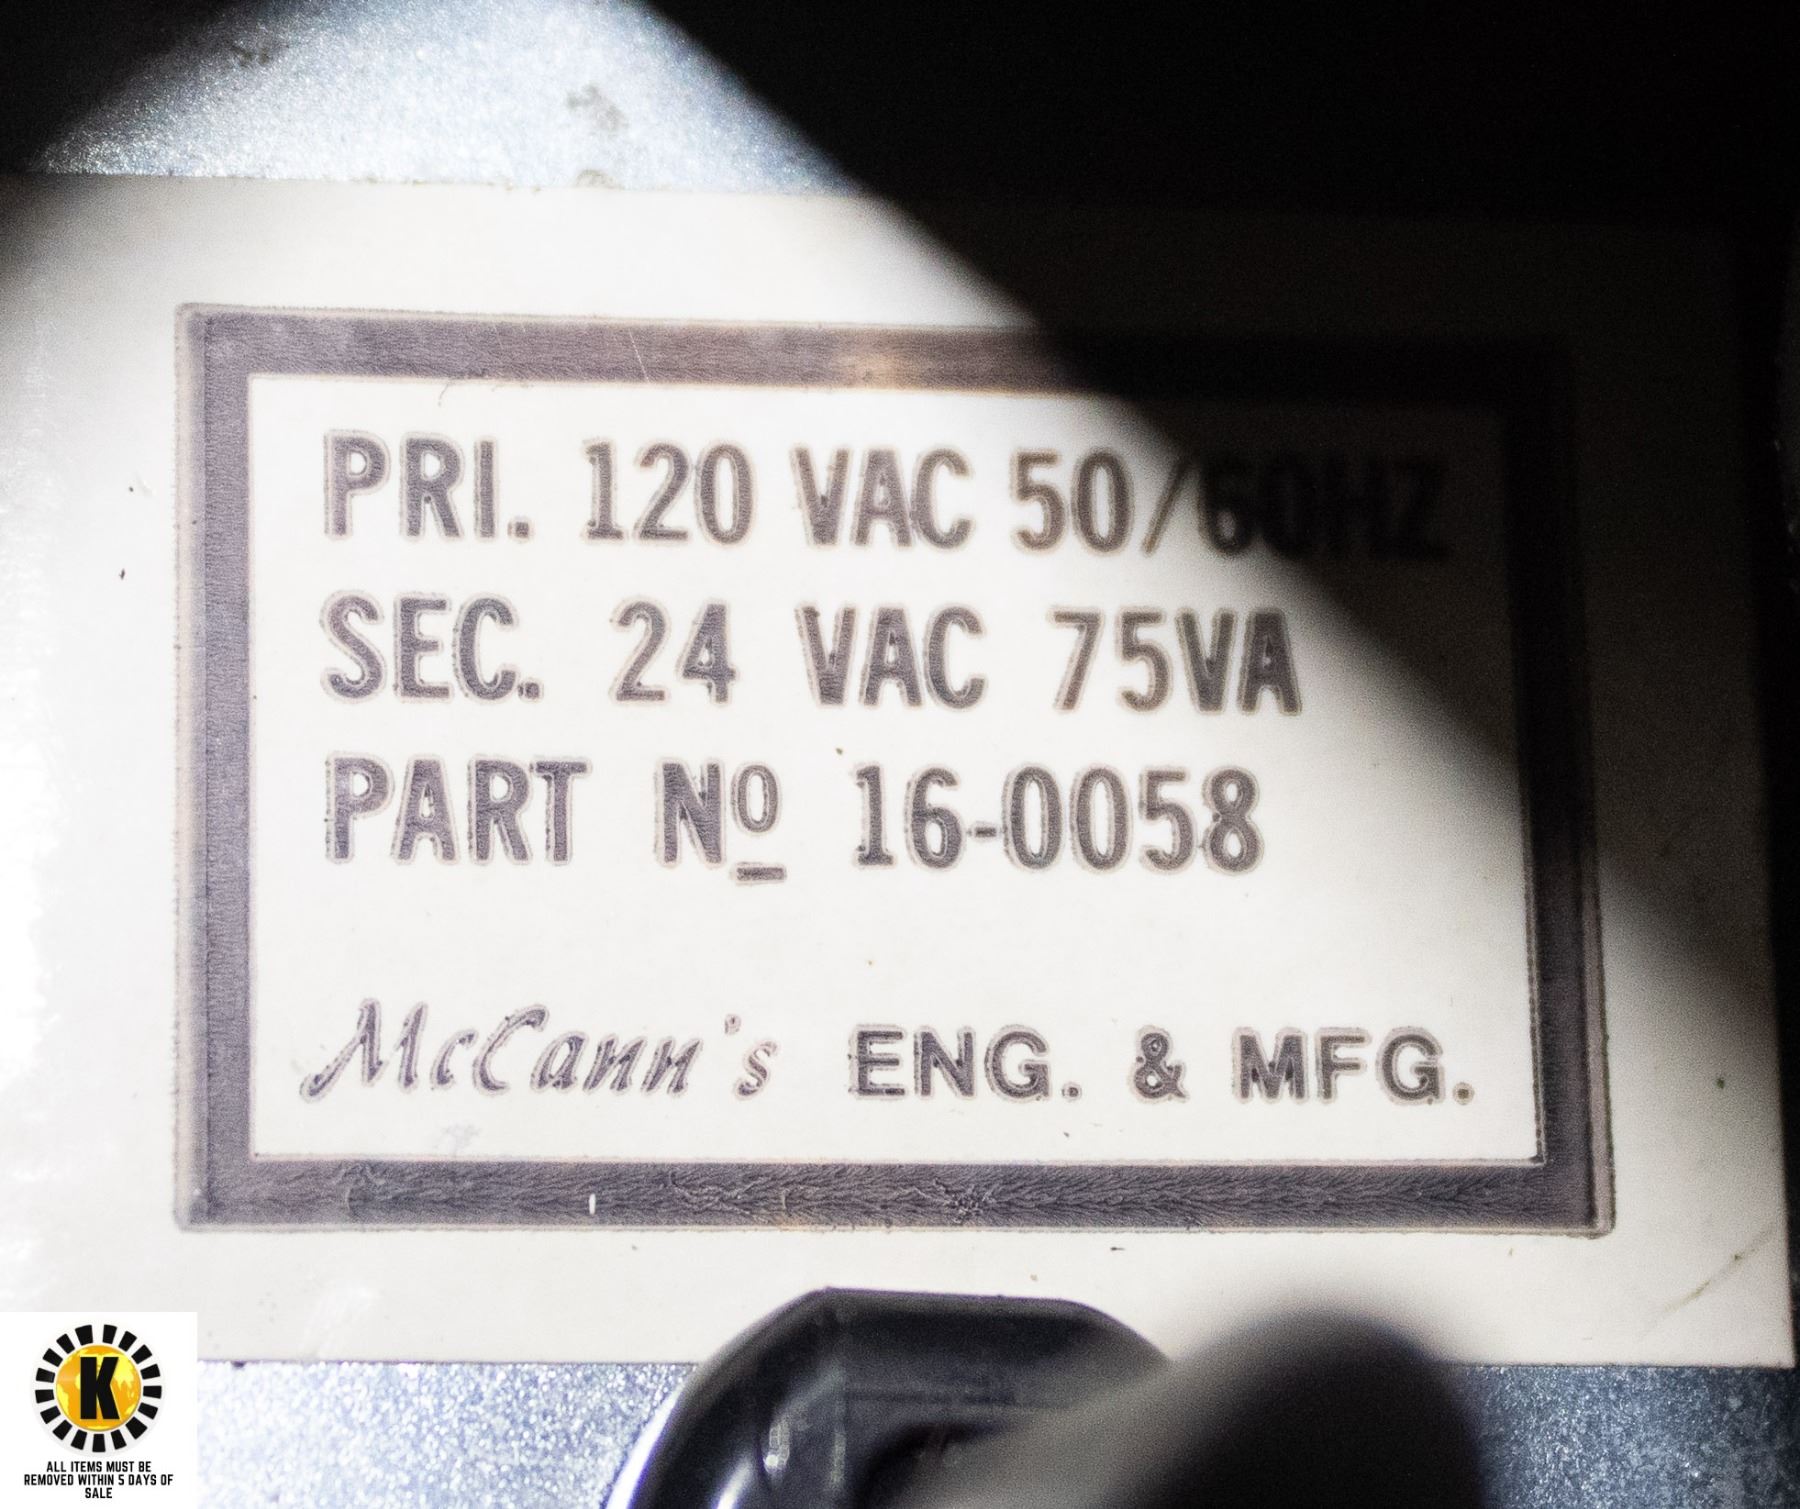 PRI. 120 VAC 50/60HZ
SEC. 24 VAC 75VA
PART Nº 16-0058
McCann's ENG. & MFG.
K
ALL ITEMS MUST BE
REMOVED WITHIN 5 DAYS OF
SALE